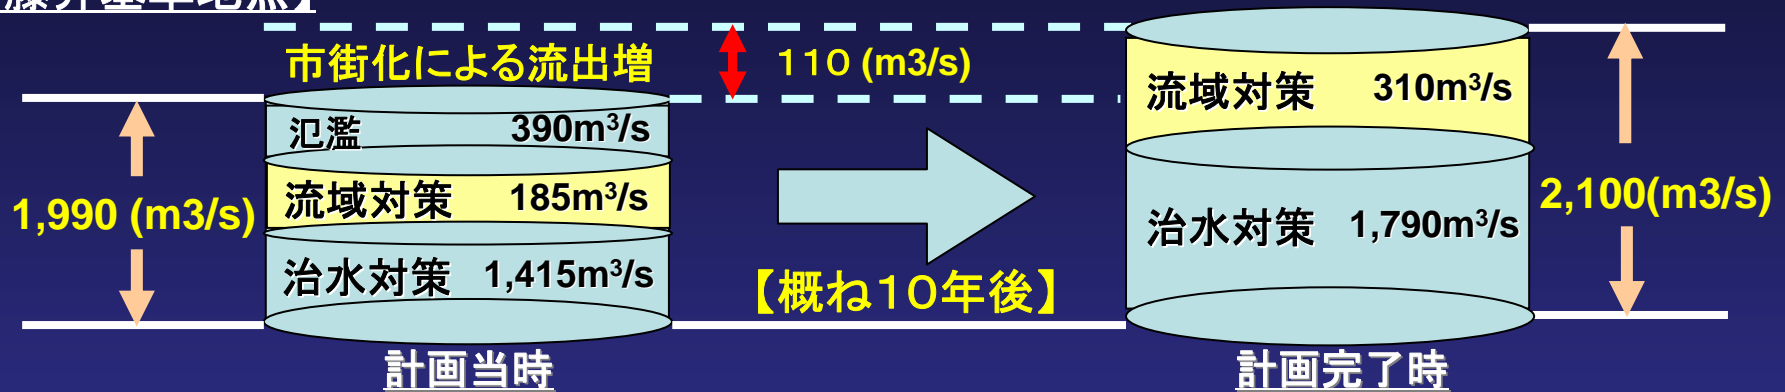 市街化による流出増
110 (m3/s)
氾濫 390m³/s
流域対策 185m³/s
治水対策 1,415m³/s
1,990 (m3/s)
【概ね10年後】
流域対策 310m³/s
治水対策 1,790m³/s
2,100(m3/s)
計画当時
計画完了時